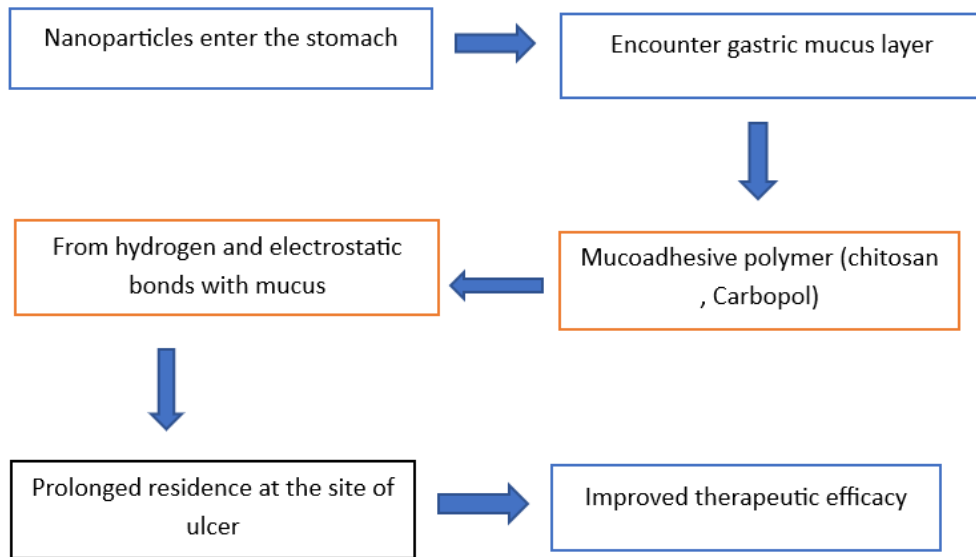 Nanoparticles enter the stomach
Encounter gastric mucus layer
Mucoadhesive polymer (chitosan
, Carbopol)
From hydrogen and electrostatic
bonds with mucus
Prolonged residence at the site of
ulcer
Improved therapeutic efficacy